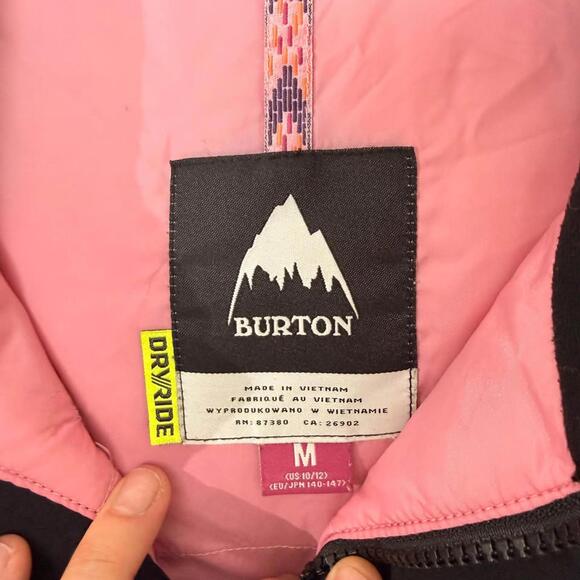 BURTON
DRY//RIDE
MADE IN VIETNAM
FABRIQUÉ AU VIETNAM
WYPRODUKOWANO W WIETNAMIE
RN: 87380 CA: 26902
M
(US:10/12)
(EU/JPN 140-147)